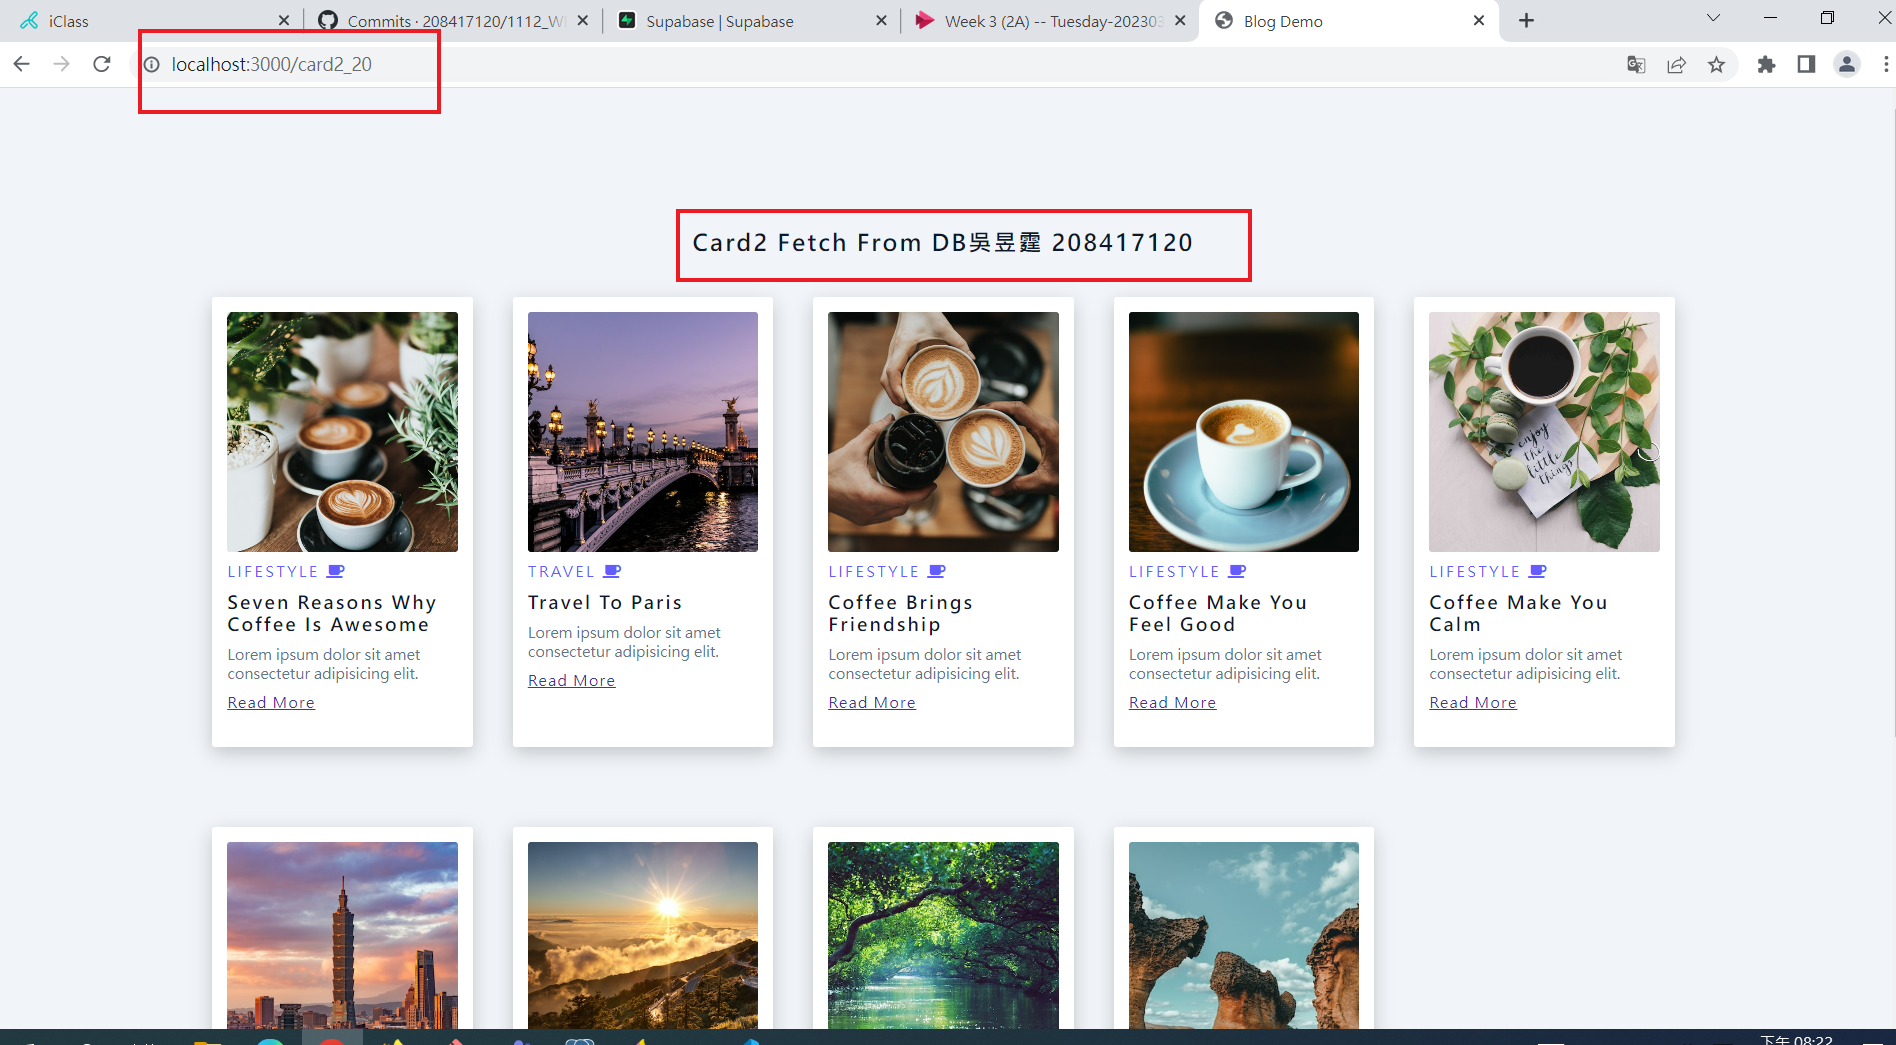 iClass
Commits · 208417120/1112_W
Supabase | Supabase
Week 3 (2A) -- Tuesday-202303
Blog Demo
localhost:3000/card2_20
Card2 Fetch From DB吳昱霆 208417120
LIFESTYLE
Seven Reasons Why
Coffee Is Awesome
Lorem ipsum dolor sit amet
consectetur adipisicing elit.
Read More
TRAVEL
Travel To Paris
Lorem ipsum dolor sit amet
consectetur adipisicing elit.
Read More
LIFESTYLE
Coffee Brings
Friendship
Lorem ipsum dolor sit amet
consectetur adipisicing elit.
Read More
LIFESTYLE
Coffee Make You
Feel Good
Lorem ipsum dolor sit amet
consectetur adipisicing elit.
Read More
enjoy
the
little
things
LIFESTYLE
Coffee Make You
Calm
Lorem ipsum dolor sit amet
consectetur adipisicing elit.
Read More
下午 08:22